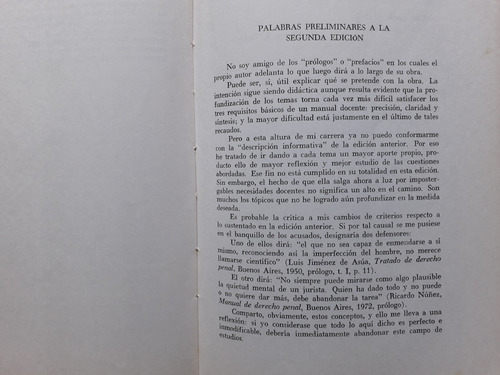 PALABRAS PRELIMINARES A LA
SEGUNDA EDICIÓN
No soy amigo de los "prólogos" o "prefacios" en los cuales el
propio autor adelanta lo que luego dirá a lo largo de su obra.
Puede ser, sí, útil explicar qué se pretende con la obra. La
intención sigue siendo didáctica aunque resulta evidente que la pro-
fundización de los temas torna cada vez más difícil satisfacer los
tres requisitos básicos de un manual docente: precisión, claridad y
síntesis; y la mayor dificultad está justamente en el último de tales
recaudos.
Pero a esta altura de mi carrera ya no puedo conformarme
con la "descripción informativa" de la edición anterior. Por eso
he tratado de ir dando a cada tema un mayor aporte propio, pro-
ducto ello de mayor reflexión y mejor estudio de las cuestiones
abordadas. Ese fin no está cumplido en su totalidad en esta edición.
Sin embargo, el hecho de que ella salga ahora a luz por imposter-
gables necesidades docentes no significa un alto en el camino. Son
muchos los tópicos que no he logrado aún profundizar en la medida
deseada.
Es probable la crítica a mis cambios de criterios respecto a
lo sustentado en la edición anterior. Si por tal causal se me pusiese
en el banquillo de los acusados, designaría dos defensores:
Uno de ellos dirá: "el que no sea capaz de enmendarse a sí
mismo, reconociendo así la imperfección del hombre, no merece
llamarse científico" (Luis Jiménez de Asúa, Tratado de derecho
penal, Buenos Aires, 1950, prólogo, t. I, p. 11).
El otro dirá: "No siempre puede mirarse como algo plausible
la quietud mental de un jurista. Quien ha dado todo y no puede
o no quiere dar más, debe abandonar la tarea" (Ricardo Núñez,
Manual de derecho penal, Buenos Aires, 1972, prólogo).
Comparto, obviamente, estos conceptos, y ello me lleva a una
reflexión: si yo considerase que todo lo aquí dicho es perfecto e
inmodificable, debería inmediatamente abandonar este campo de
estudios.